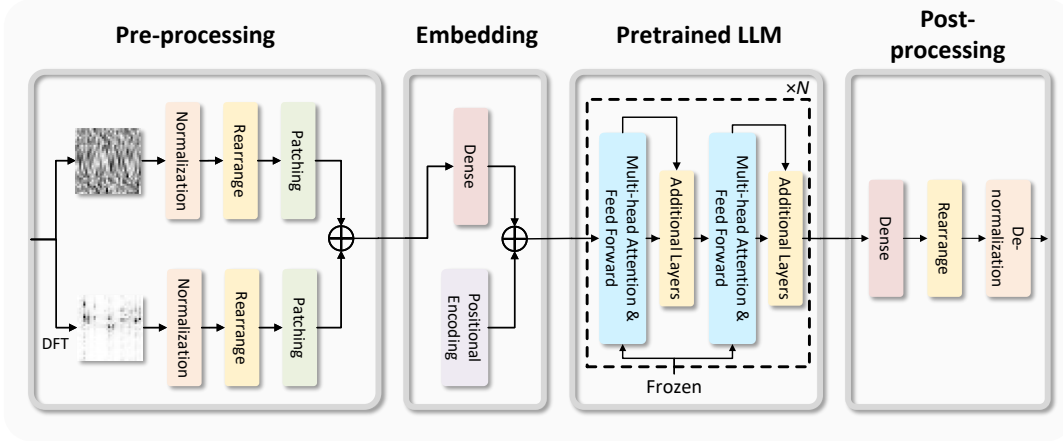 Pre-processing
Embedding
Pretrained LLM
Post-
processing
Normalization
Rearrange
Patching
DFT
Normalization
Rearrange
Patching
Dense
Positional
Encoding
×N
Multi-head Attention &
Feed Forward
Additional Layers
Multi-head Attention &
Feed Forward
Additional Layers
Frozen
Dense
Rearrange
De-
normalization